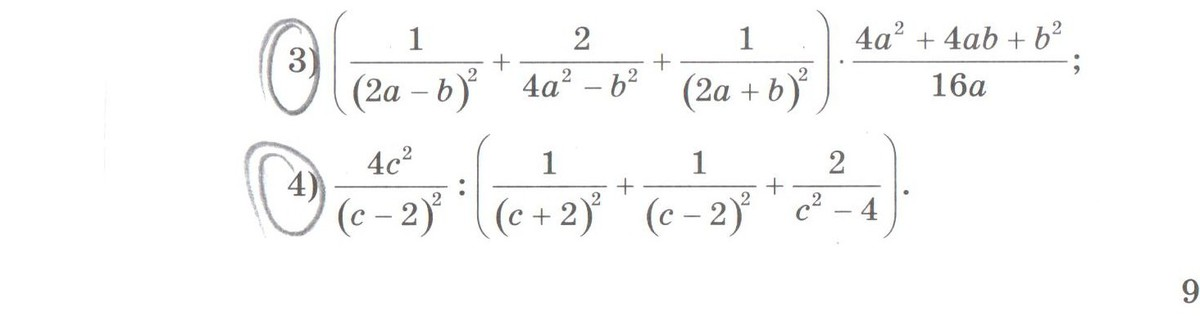 3) (1/(2a − b)² + 2/(4a² − b²) + 1/(2a + b)²) · (4a² + 4ab + b²)/(16a);
4) 4c²/(c − 2)² : (1/(c + 2)² + 1/(c − 2)² + 2/(c² − 4)).
9